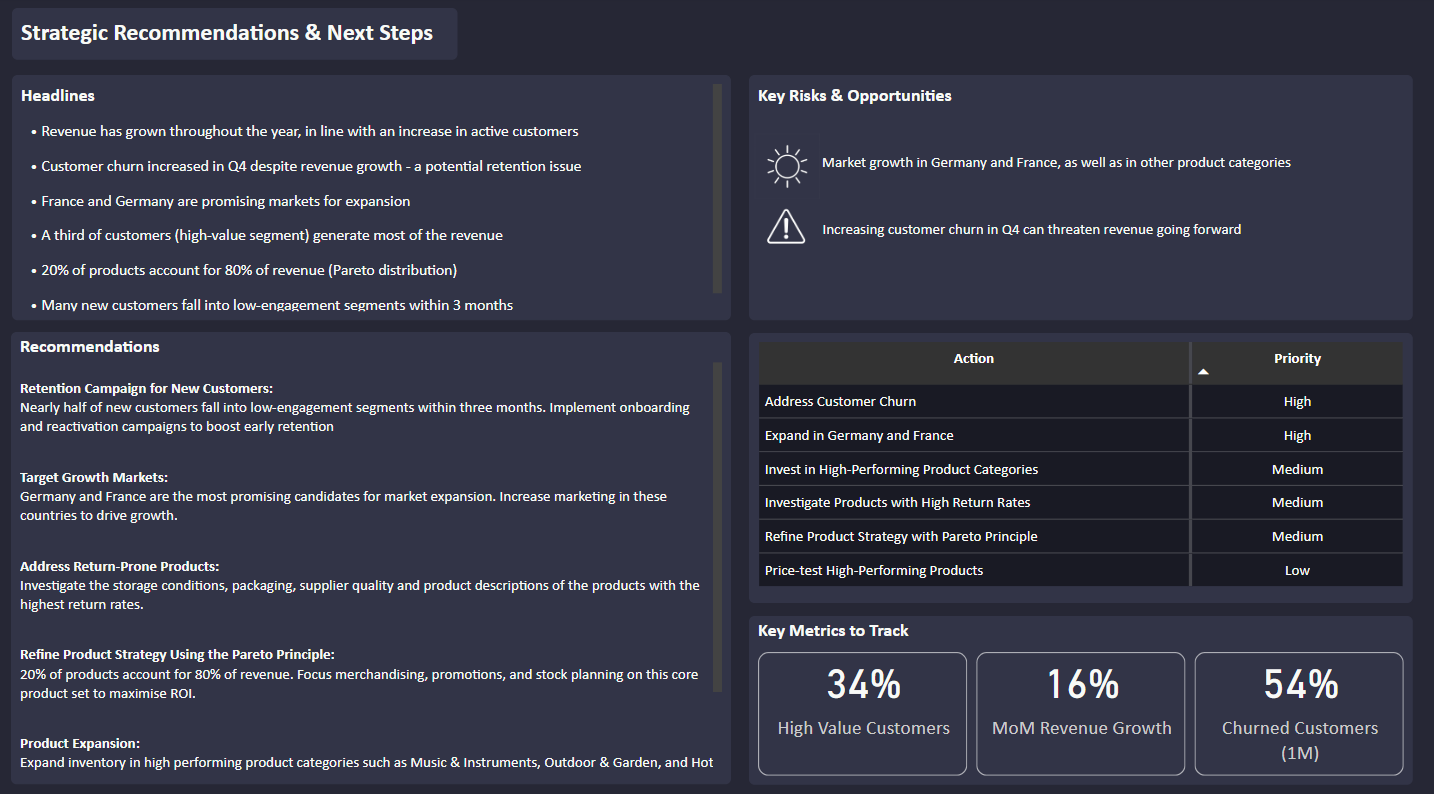 Strategic Recommendations & Next Steps
Headlines
• Revenue has grown throughout the year, in line with an increase in active customers
• Customer churn increased in Q4 despite revenue growth - a potential retention issue
• France and Germany are promising markets for expansion
• A third of customers (high-value segment) generate most of the revenue
• 20% of products account for 80% of revenue (Pareto distribution)
• Many new customers fall into low-engagement segments within 3 months
Key Risks & Opportunities
Market growth in Germany and France, as well as in other product categories
Increasing customer churn in Q4 can threaten revenue going forward
Recommendations
Retention Campaign for New Customers:
Nearly half of new customers fall into low-engagement segments within three months. Implement onboarding
and reactivation campaigns to boost early retention
Target Growth Markets:
Germany and France are the most promising candidates for market expansion. Increase marketing in these
countries to drive growth.
Address Return-Prone Products:
Investigate the storage conditions, packaging, supplier quality and product descriptions of the products with the
highest return rates.
Refine Product Strategy Using the Pareto Principle:
20% of products account for 80% of revenue. Focus merchandising, promotions, and stock planning on this core
product set to maximise ROI.
Product Expansion:
Expand inventory in high performing product categories such as Music & Instruments, Outdoor & Garden, and Hot
Action Priority
Address Customer Churn High
Expand in Germany and France High
Invest in High-Performing Product Categories Medium
Investigate Products with High Return Rates Medium
Refine Product Strategy with Pareto Principle Medium
Price-test High-Performing Products Low
Key Metrics to Track
34%
High Value Customers
16%
MoM Revenue Growth
54%
Churned Customers
(1M)